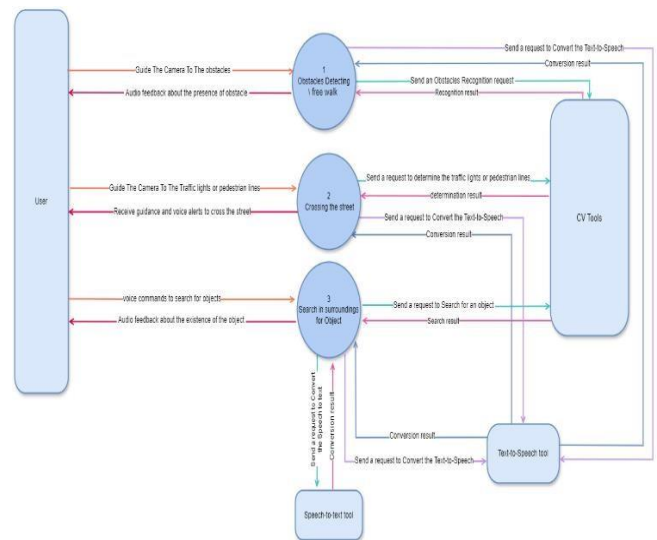 Send a request to Convert the Text-to-Speech
1
Obstacles Detecting
\ free walk
Conversion result
Guide The Camera To The obstacles
Send an Obstacles Recognition request
Audio feedback about the presence of obstacle
Recognition result
User
CV Tools
Guide The Camera To The Traffic lights or pedestrian lines
Send a request to determine the traffic lights or pedestrian lines
2
Crossing the street
determination result
Receive guidance and voice alerts to cross the street
Send a request to Convert the Text-to-Speech
Conversion result
3
Search in surroundings
for Object
voice commands to search for objects
Send a request to Search for an object
Audio feedback about the existence of the object
Search result
Send a request to Convert
the Speech to text
Conversion result
Conversion result
Send a request to Convert the Text-to-Speech
Text-to-Speech tool
Speech-to-text tool